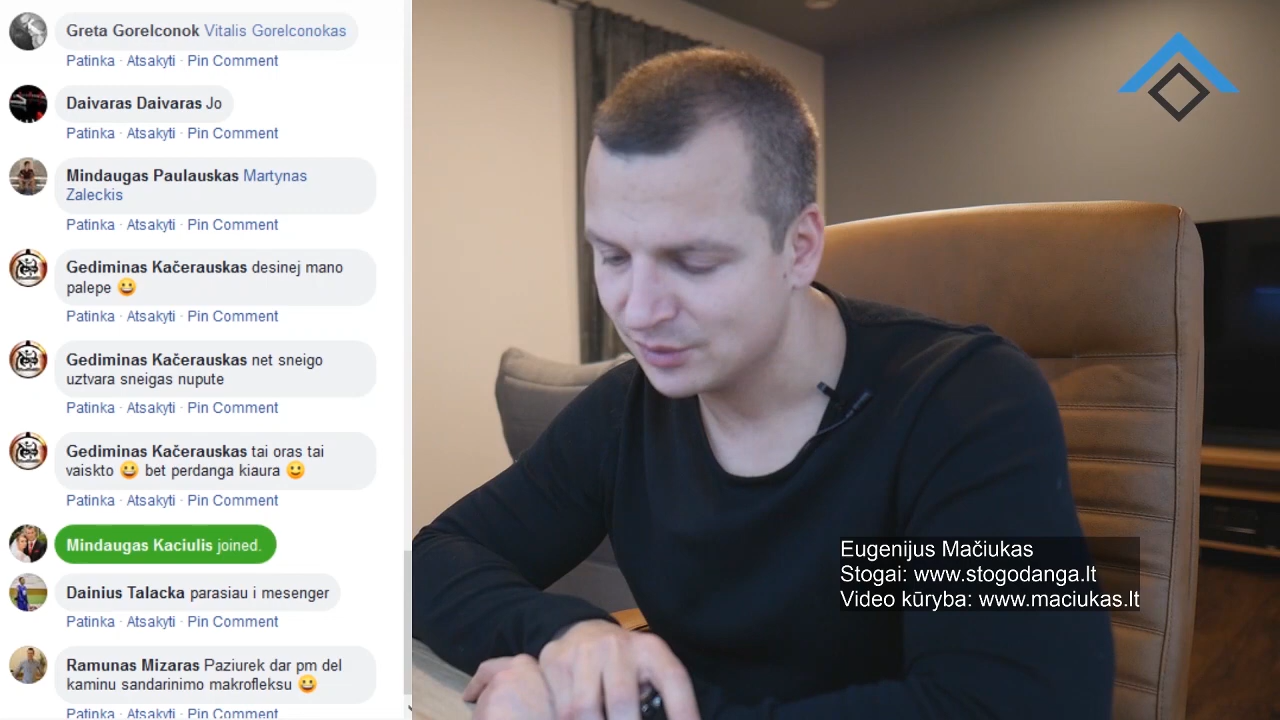 Greta Gorelconok Vitalis Gorelconokas
Patinka · Atsakyti · Pin Comment
Daivaras Daivaras Jo
Patinka · Atsakyti · Pin Comment
Mindaugas Paulauskas Martynas
Zaleckis
Patinka · Atsakyti · Pin Comment
Gediminas Kačerauskas desinej mano
palepe 😀
Patinka · Atsakyti · Pin Comment
Gediminas Kačerauskas net sneigo
uztvara sneigas nupute
Patinka · Atsakyti · Pin Comment
Gediminas Kačerauskas tai oras tai
vaiskto 😀 bet perdanga kiaura 🙂
Patinka · Atsakyti · Pin Comment
Mindaugas Kaciulis joined.
Dainius Talacka parasiau i mesenger
Patinka · Atsakyti · Pin Comment
Ramunas Mizaras Paziurek dar pm del
kaminu sandarinimo makrofleksu 😀
Patinka · Atsakyti · Pin Comment
Eugenijus Mačiukas
Stogai: www.stogodanga.lt
Video kūryba: www.maciukas.lt